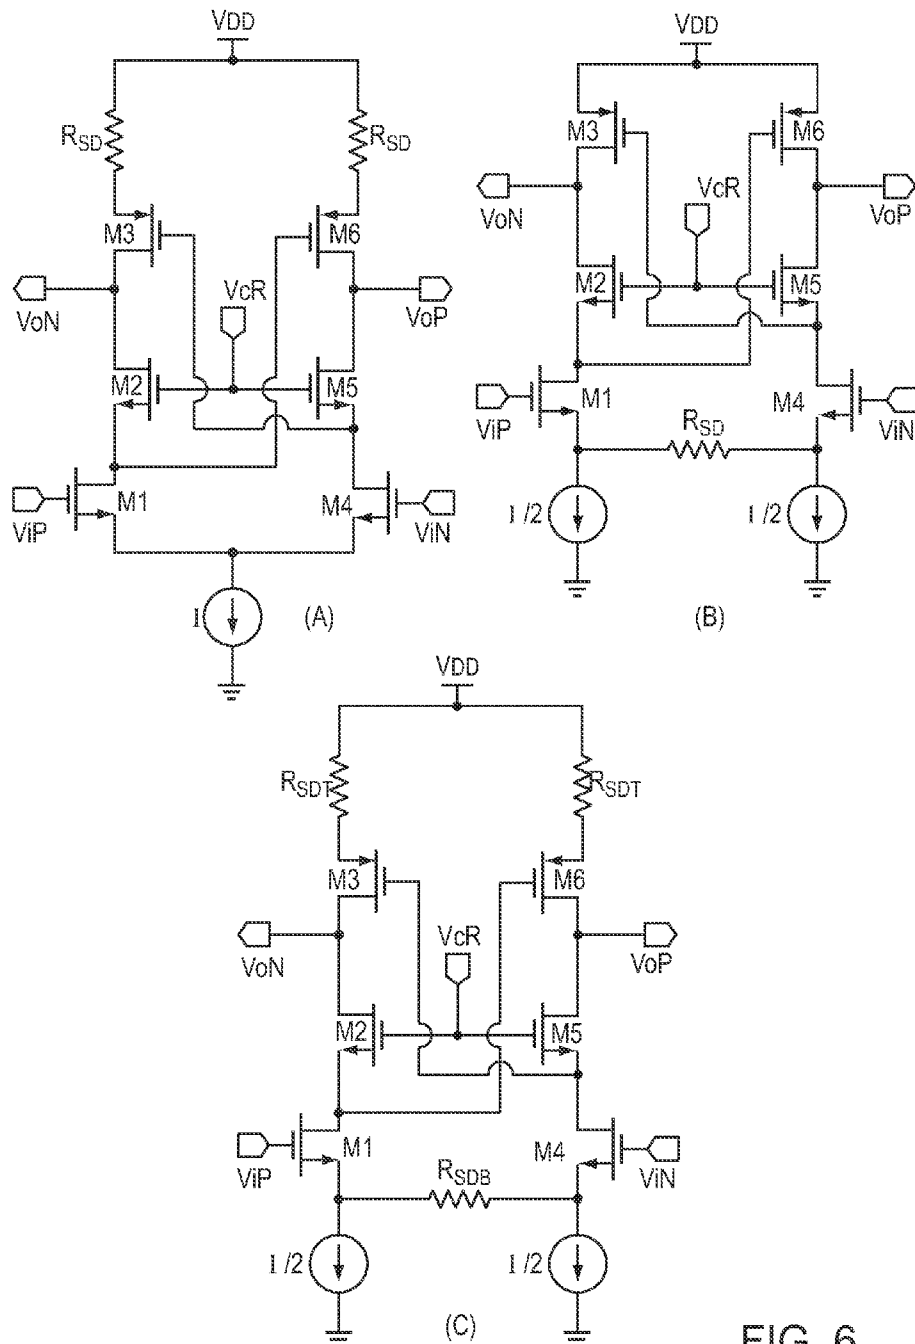 VDD
RSD
RSD
M3
M6
VoN
VcR
VoP
M2
M5
M1
M4
ViP
ViN
I
(A)
VDD
M3
M6
VoN
VcR
VoP
M2
M5
M1
M4
ViP
RSD
ViN
I/2
I/2
(B)
VDD
RSDT
RSDT
M3
M6
VoN
VcR
VoP
M2
M5
M1
M4
ViP
RSDB
ViN
I/2
I/2
(C)
FIG. 6